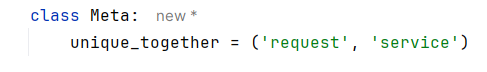 class Meta: new *
    unique_together = ('request', 'service')